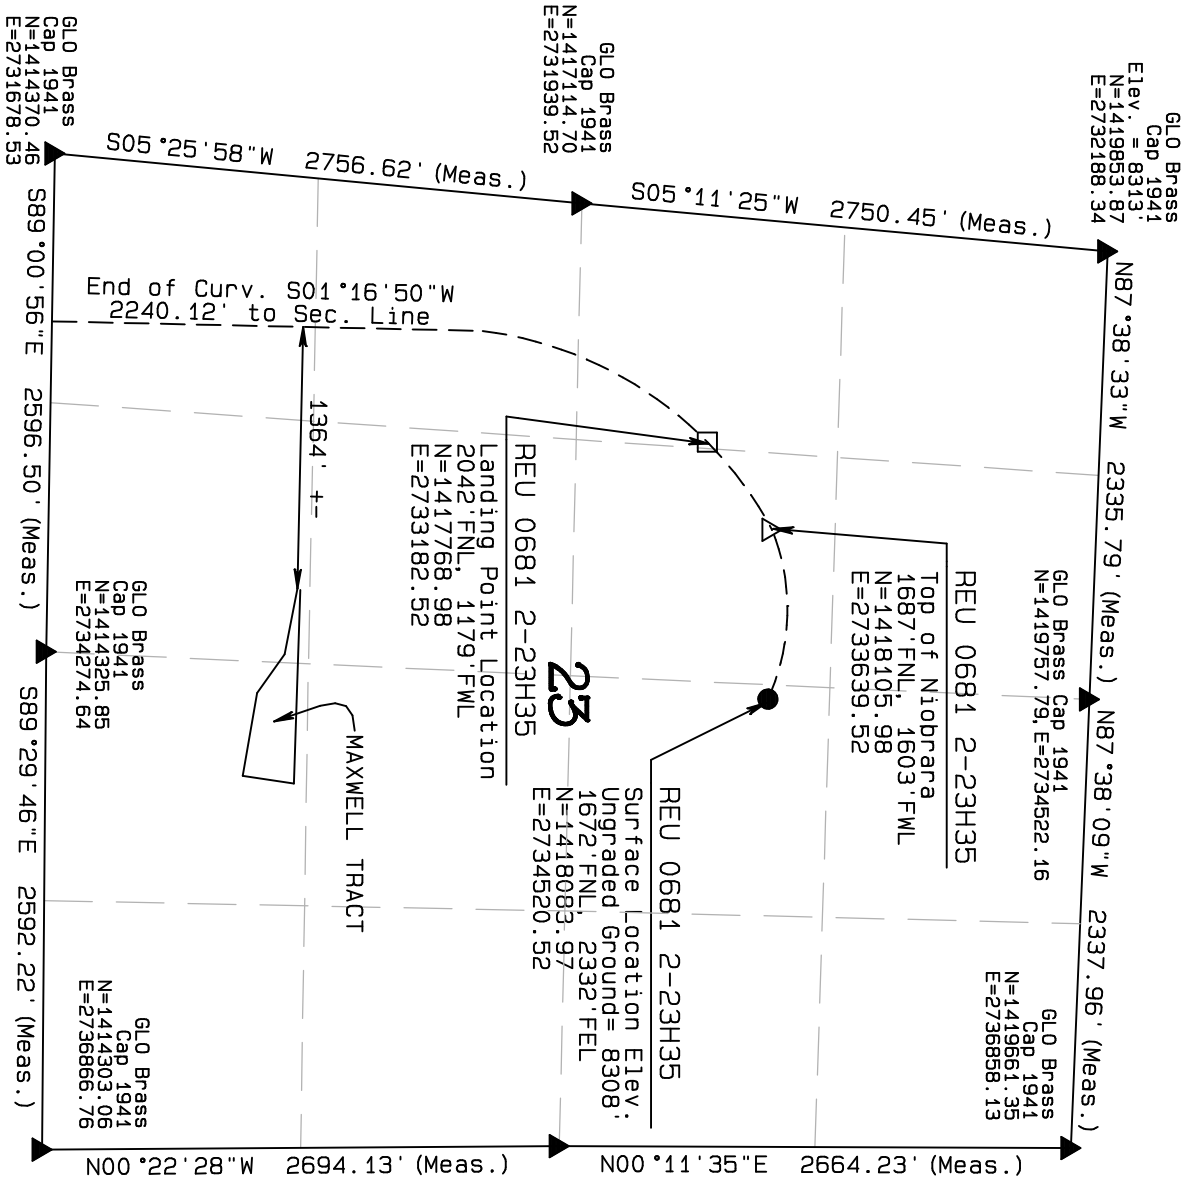 GLO Brass
Cap 1941
Elev. = 8313'
N=1419853.87
E=2732188.34
N87°38'33"W 2335.79' (Meas.)
GLO Brass Cap 1941
N=1419757.79, E=2734522.16
N87°38'09"W 2337.96' (Meas.)
GLO Brass
Cap 1941
N=1419661.35
E=2736858.13
S05°11'25"W 2750.45' (Meas.)
GLO Brass
Cap 1941
N=1417114.70
E=2731939.52
S05°25'58"W 2756.62' (Meas.)
GLO Brass
Cap 1941
N=1414370.46
E=2731678.53
REU 0681 2-23H35
Top of Niobrara
1687'FNL, 1603'FWL
N=1418105.98
E=2733639.52
REU 0681 2-23H35
Surface Location Elev.
Ungraded Ground= 8308'
1672'FNL, 2332'FEL
N=1418083.97
E=2734520.52
23
REU 0681 2-23H35
Landing Point Location
2042'FNL, 1179'FWL
N=1417768.98
E=2733182.52
End of Curv. S01°16'50"W
2240.12' to Sec. Line
1364' +-
MAXWELL TRACT
GLO Brass
Cap 1941
N=1414325.85
E=2734274.64
GLO Brass
Cap 1941
N=1414303.06
E=2736866.76
S89°00'56"E 2596.50' (Meas.)
S89°29'46"E 2592.22' (Meas.)
N00°22'28"W 2694.13' (Meas.)
N00°11'35"E 2664.23' (Meas.)